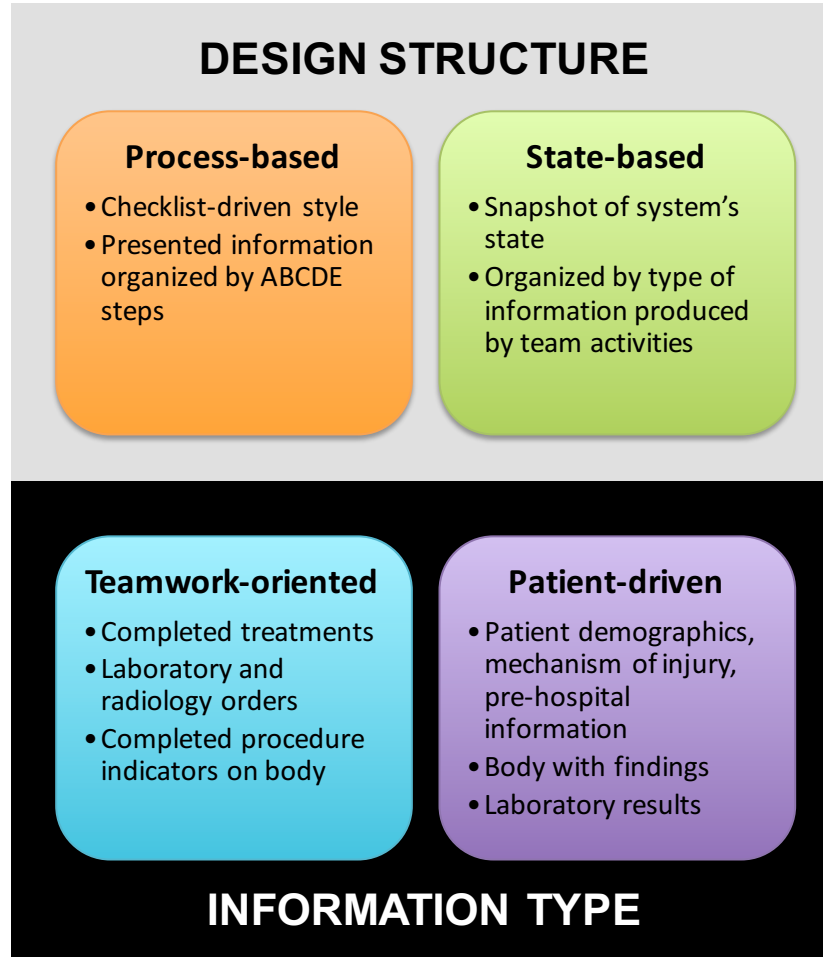 DESIGN STRUCTURE
Process-based
•Checklist-driven style
•Presented information
organized by ABCDE
steps
State-based
•Snapshot of system’s
state
•Organized by type of
information produced
by team activities
Teamwork-oriented
•Completed treatments
•Laboratory and
radiology orders
•Completed procedure
indicators on body
Patient-driven
•Patient demographics,
mechanism of injury,
pre-hospital
information
•Body with findings
•Laboratory results
INFORMATION TYPE